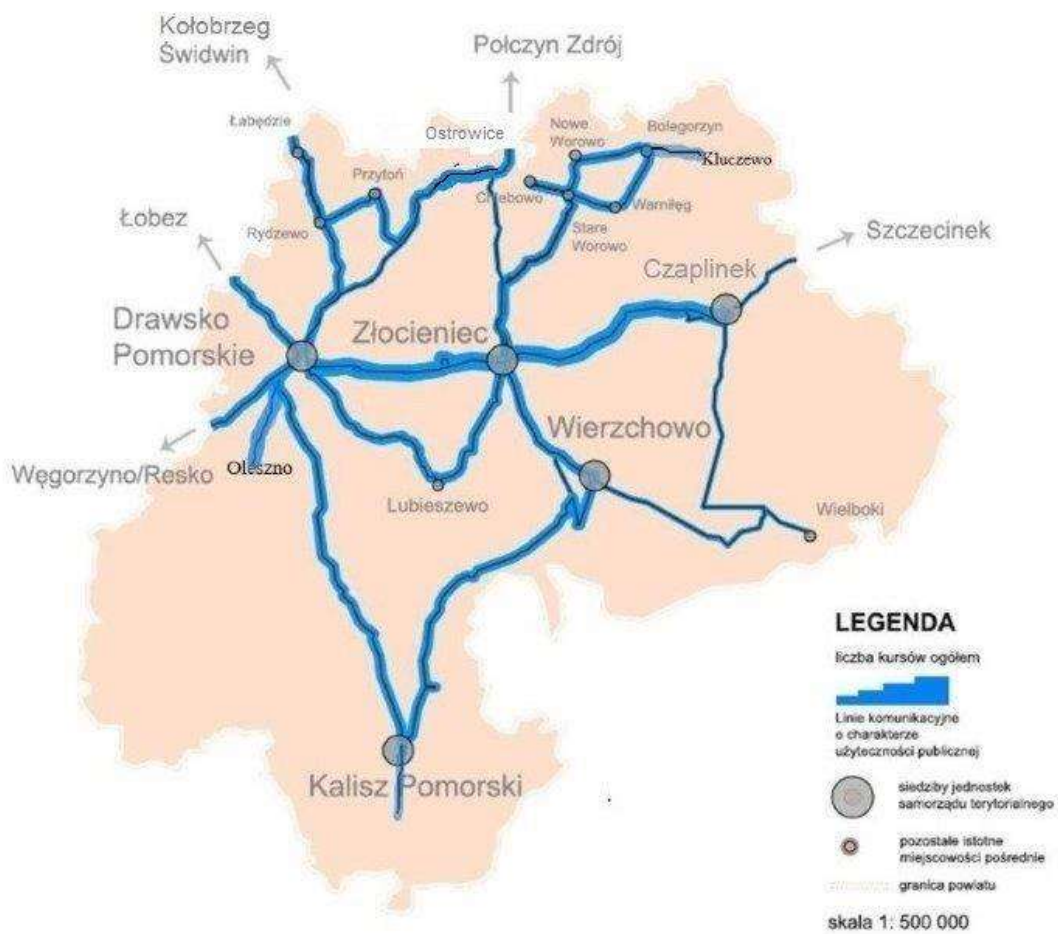 Kołobrzeg
Świdwin
Połczyn Zdrój
Łabędzie
Ostrowice
Nowe
Worowo
Bolegorzyn
Kluczewo
Przytoń
Chlebowo
Warniłęg
Rydzewo
Stare
Worowo
Łobez
Szczecinek
Czaplinek
Drawsko
Pomorskie
Złocieniec
Wierzchowo
Węgorzyno/Resko
Oleszno
Lubieszewo
Wielboki
Kalisz Pomorski
LEGENDA
liczba kursów ogółem
Linie komunikacyjne
o charakterze
użyteczności publicznej
siedziby jednostek
samorządu terytorialnego
pozostałe istotne
miejscowości pośrednie
granica powiatu
skala 1: 500 000